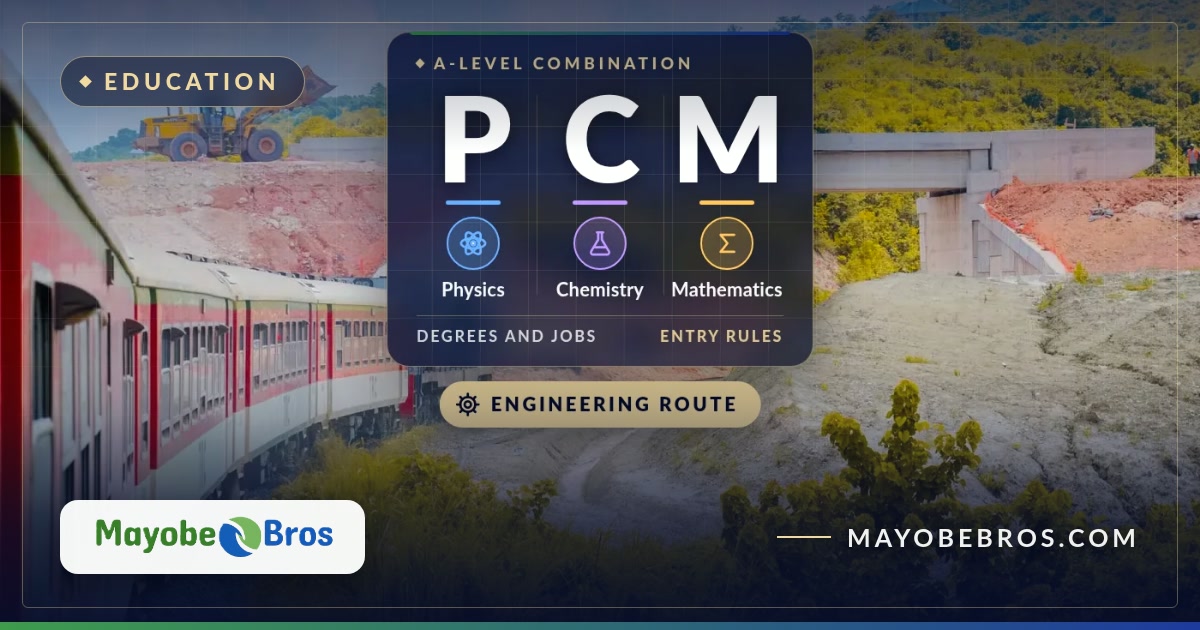 EDUCATION
A-LEVEL COMBINATION
P C M
Physics Chemistry Mathematics
DEGREES AND JOBS ENTRY RULES
ENGINEERING ROUTE
Mayobe Bros
MAYOBEBROS.COM